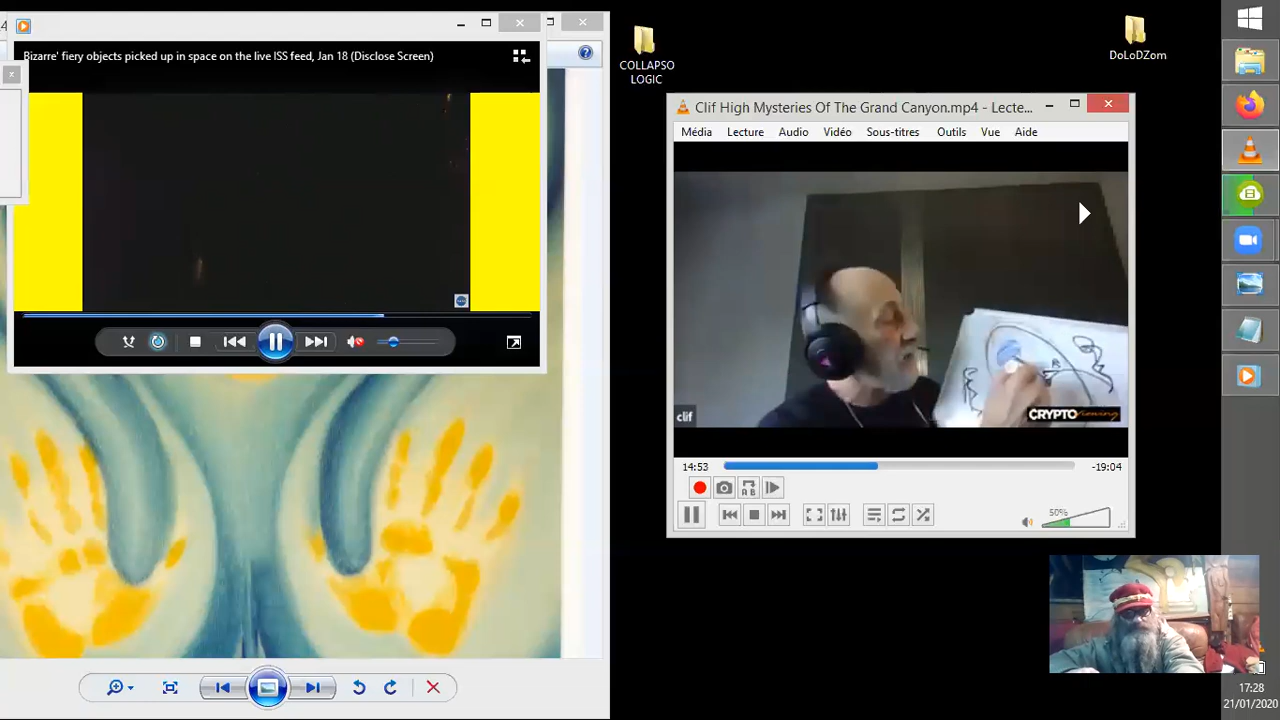 Bizarre' fiery objects picked up in space on the live ISS feed, Jan 18 (Disclose Screen)
COLLAPSO
LOGIC
DoLoDZom
Clif High Mysteries Of The Grand Canyon.mp4 - Lecte...
Média Lecture Audio Vidéo Sous-titres Outils Vue Aide
clif
CRYPTO viewing
14:53
-19:04
50%
17:28
21/01/2020